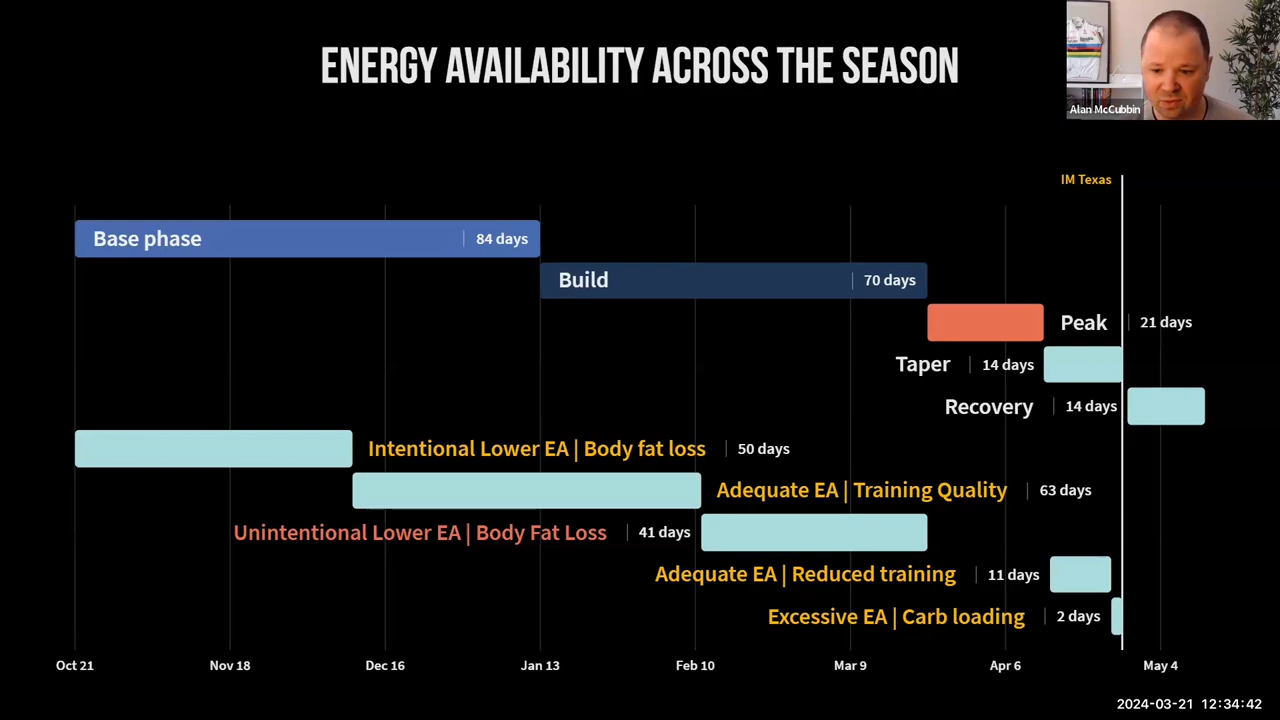 ENERGY AVAILABILITY ACROSS THE SEASON
Alan McCubbin
IM Texas
Base phase | 84 days
Build | 70 days
Peak | 21 days
Taper | 14 days
Recovery | 14 days
Intentional Lower EA | Body fat loss | 50 days
Adequate EA | Training Quality | 63 days
Unintentional Lower EA | Body Fat Loss | 41 days
Adequate EA | Reduced training | 11 days
Excessive EA | Carb loading | 2 days
Oct 21 Nov 18 Dec 16 Jan 13 Feb 10 Mar 9 Apr 6 May 4
2024-03-21 12:34:42